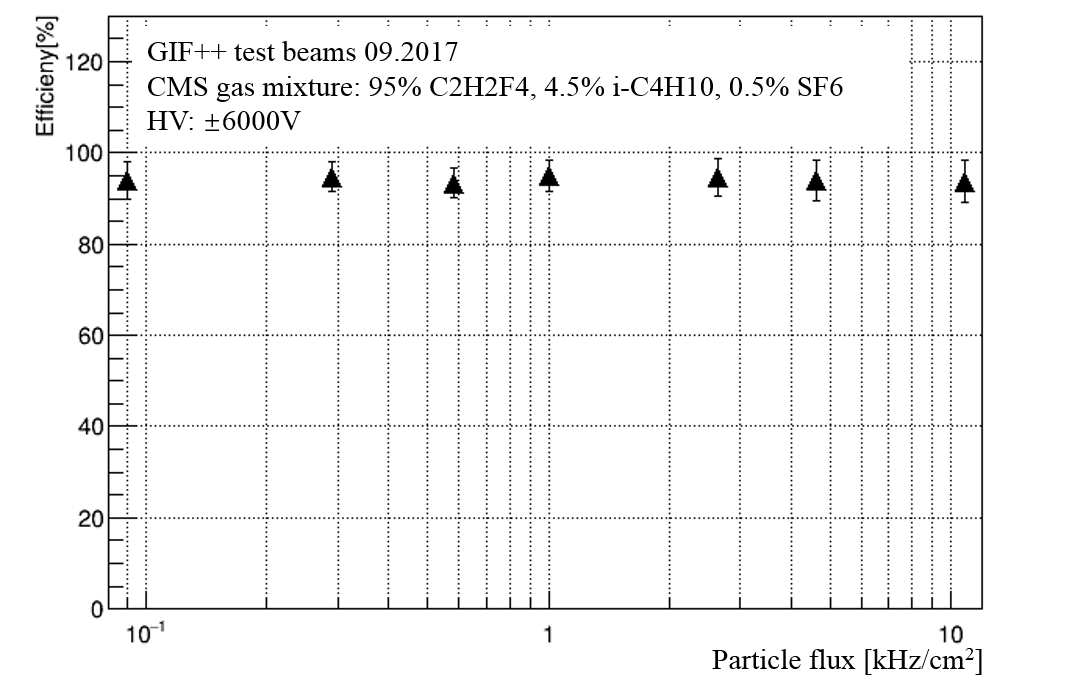 Efficieny[%]
GIF++ test beams 09.2017
CMS gas mixture: 95% C2H2F4, 4.5% i-C4H10, 0.5% SF6
HV: ±6000V
120
100
80
60
40
20
0
10⁻¹
1
10
Particle flux [kHz/cm²]